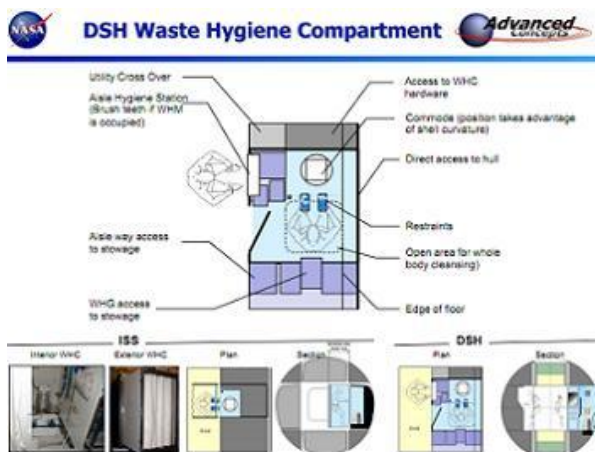 NASA
DSH Waste Hygiene Compartment
Advanced
Concepts
Utility Cross Over
Aisle Hygiene Station
(Brush teeth if WHM
is occupied)
Access to WHC
hardware
Commode (position takes advantage
of shell curvature)
Direct access to hull
Restraints
Open area for whole
body cleansing)
Edge of floor
Aisle way access
to stowage
WHC access
to stowage
ISS
Interior WHC
Exterior WHC
Plan
Section
DSH
Plan
Section